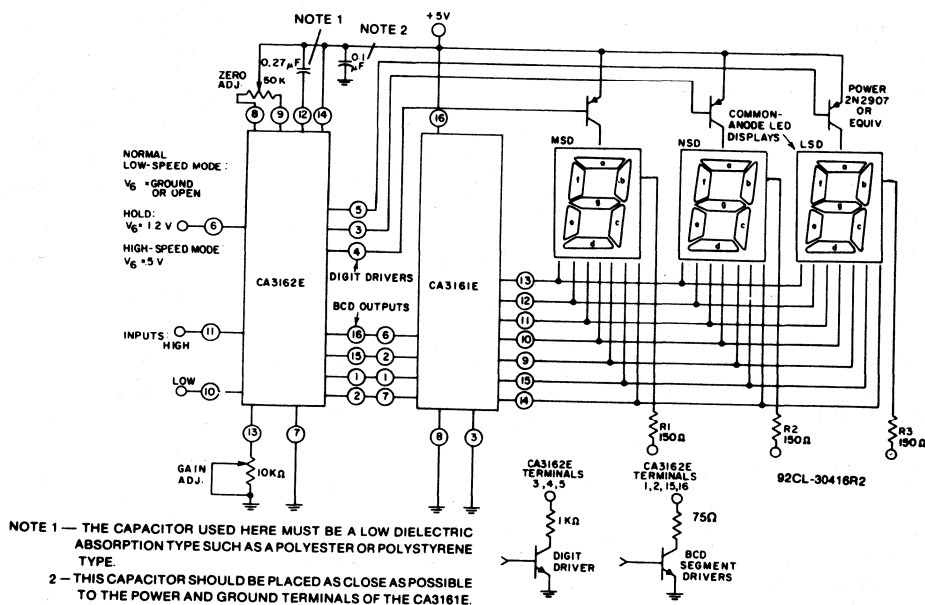 NOTE 1
NOTE 2
+5V
0.27µF
0.1
µF
ZERO
ADJ.
50K
8
9
12
14
16
POWER
2N2907
OR
EQUIV.
COMMON-
ANODE LED
DISPLAYS
MSD
NSD
LSD
a
b
c
d
e
f
g
a
b
c
d
e
f
g
a
b
c
d
e
f
g
NORMAL
LOW-SPEED MODE:
V6 = GROUND
OR OPEN
HOLD:
V6 = 1.2 V
6
HIGH-SPEED MODE:
V6 = 5 V
CA3162E
5
3
4
DIGIT DRIVERS
BCD OUTPUTS
16
6
15
2
1
1
2
7
CA3161E
13
12
11
10
9
15
14
INPUTS:
HIGH
11
LOW
10
13
7
8
3
GAIN
ADJ.
10KΩ
R1
150Ω
R2
150Ω
R3
150Ω
92CL-30416R2
CA3162E
TERMINALS
3,4,5
1KΩ
DIGIT
DRIVER
CA3162E
TERMINALS
1,2,15,16
75Ω
BCD
SEGMENT
DRIVERS
NOTE 1 — THE CAPACITOR USED HERE MUST BE A LOW DIELECTRIC
ABSORPTION TYPE SUCH AS A POLYESTER OR POLYSTYRENE
TYPE.
2 — THIS CAPACITOR SHOULD BE PLACED AS CLOSE AS POSSIBLE
TO THE POWER AND GROUND TERMINALS OF THE CA3161E.